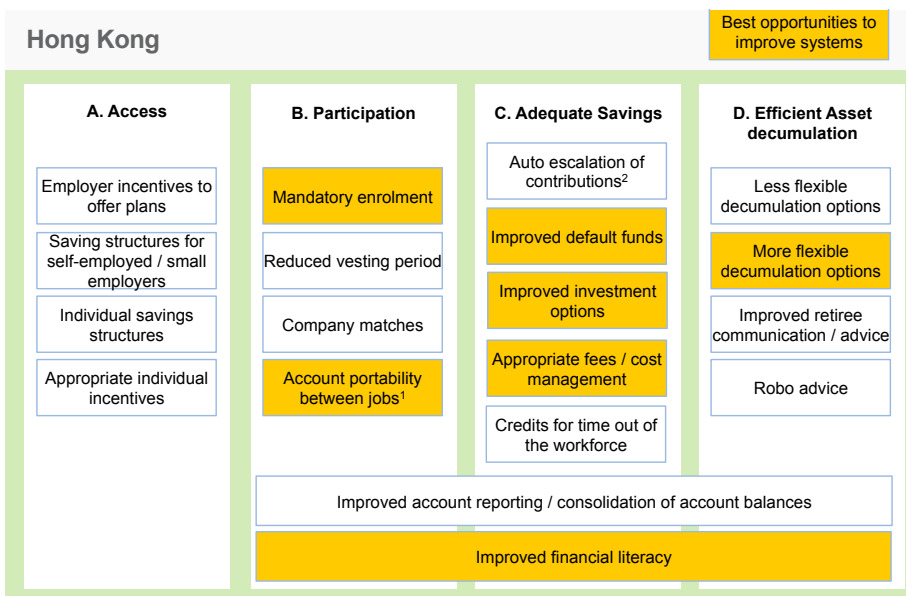 Hong Kong
Best opportunities to
improve systems
A. Access
Employer incentives to
offer plans
Saving structures for
self-employed / small
employers
Individual savings
structures
Appropriate individual
incentives
B. Participation
Mandatory enrolment
Reduced vesting period
Company matches
Account portability
between jobs¹
C. Adequate Savings
Auto escalation of
contributions²
Improved default funds
Improved investment
options
Appropriate fees / cost
management
Credits for time out of
the workforce
D. Efficient Asset
decumulation
Less flexible
decumulation options
More flexible
decumulation options
Improved retiree
communication / advice
Robo advice
Improved account reporting / consolidation of account balances
Improved financial literacy